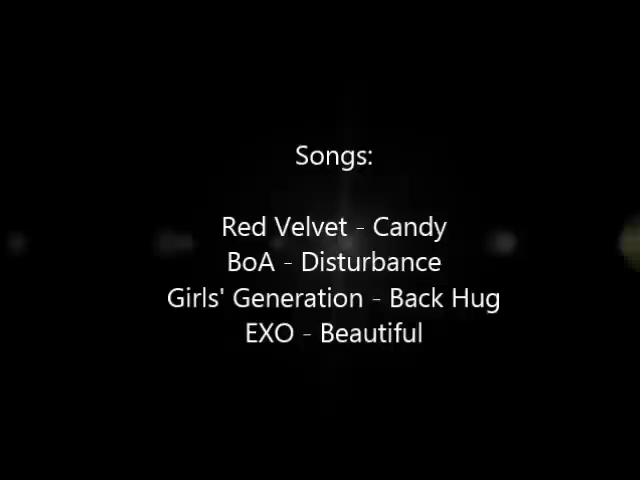 Songs:
Red Velvet - Candy
BoA - Disturbance
Girls' Generation - Back Hug
EXO - Beautiful